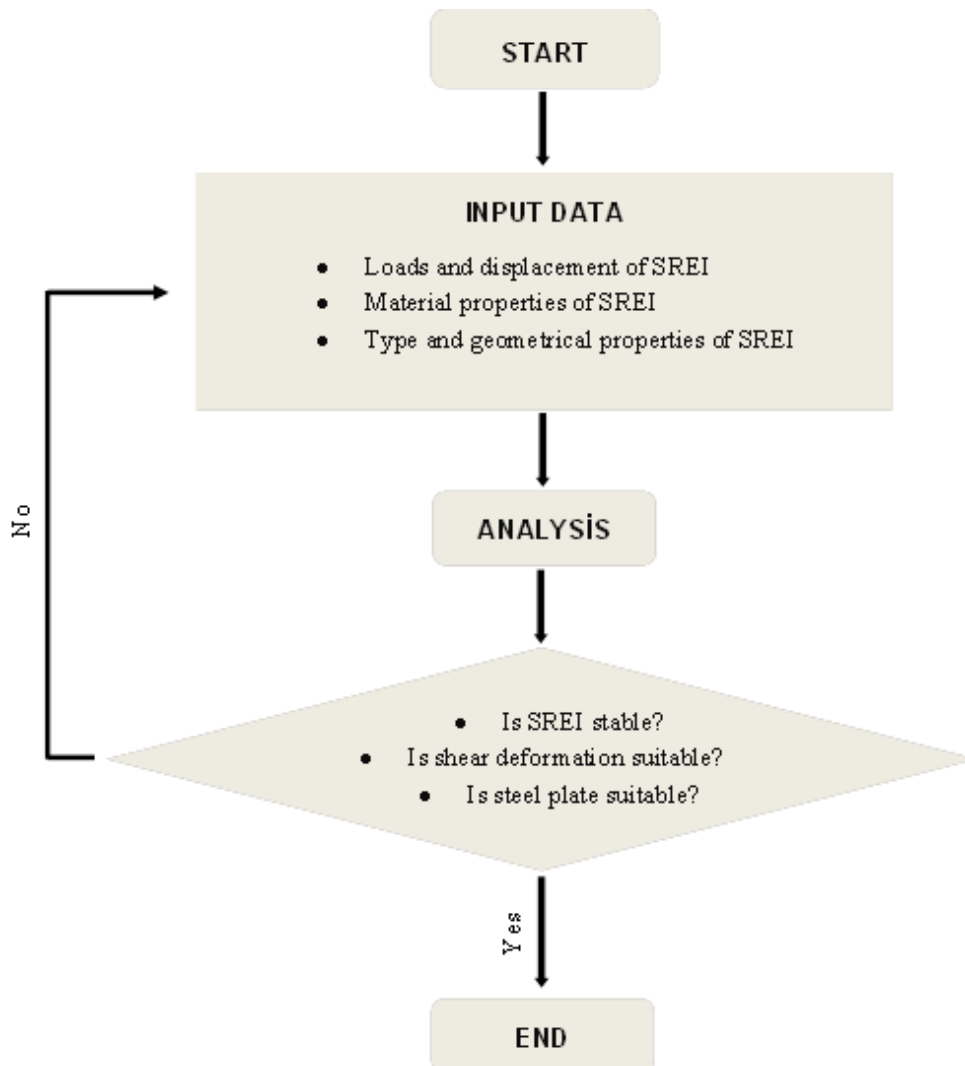 START
INPUT DATA
● Loads and displacement of SREI
● Material properties of SREI
● Type and geometrical properties of SREI
No
ANALYSİS
● Is SREI stable?
● Is shear deformation suitable?
● Is steel plate suitable?
Yes
END